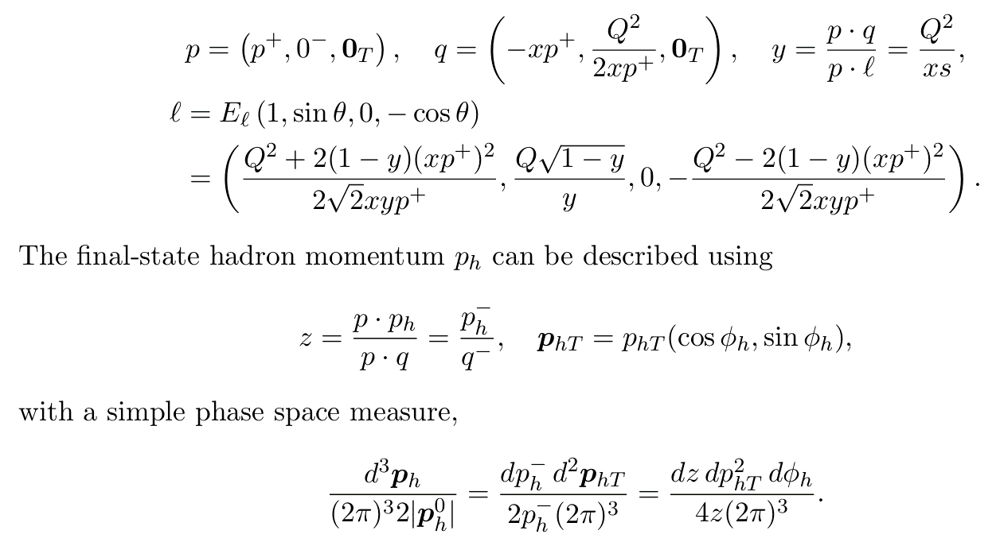 $p = \left(p^+, 0^-, \mathbf{0}_T\right), \quad q = \left(-xp^+, \frac{Q^2}{2xp^+}, \mathbf{0}_T\right), \quad y = \frac{p \cdot q}{p \cdot \ell} = \frac{Q^2}{xs},$
$\ell = E_\ell \left(1, \sin\theta, 0, -\cos\theta\right)$
$= \left(\frac{Q^2 + 2(1-y)(xp^+)^2}{2\sqrt{2}xyp^+}, \frac{Q\sqrt{1-y}}{y}, 0, -\frac{Q^2 - 2(1-y)(xp^+)^2}{2\sqrt{2}xyp^+}\right).$
The final-state hadron momentum $p_h$ can be described using
$z = \frac{p \cdot p_h}{p \cdot q} = \frac{p_h^-}{q^-}, \quad \boldsymbol{p}_{hT} = p_{hT}(\cos\phi_h, \sin\phi_h),$
with a simple phase space measure,
$\frac{d^3\boldsymbol{p}_h}{(2\pi)^3 2|\boldsymbol{p}_h^0|} = \frac{dp_h^- \, d^2\boldsymbol{p}_{hT}}{2p_h^-(2\pi)^3} = \frac{dz \, dp_{hT}^2 \, d\phi_h}{4z(2\pi)^3}.$